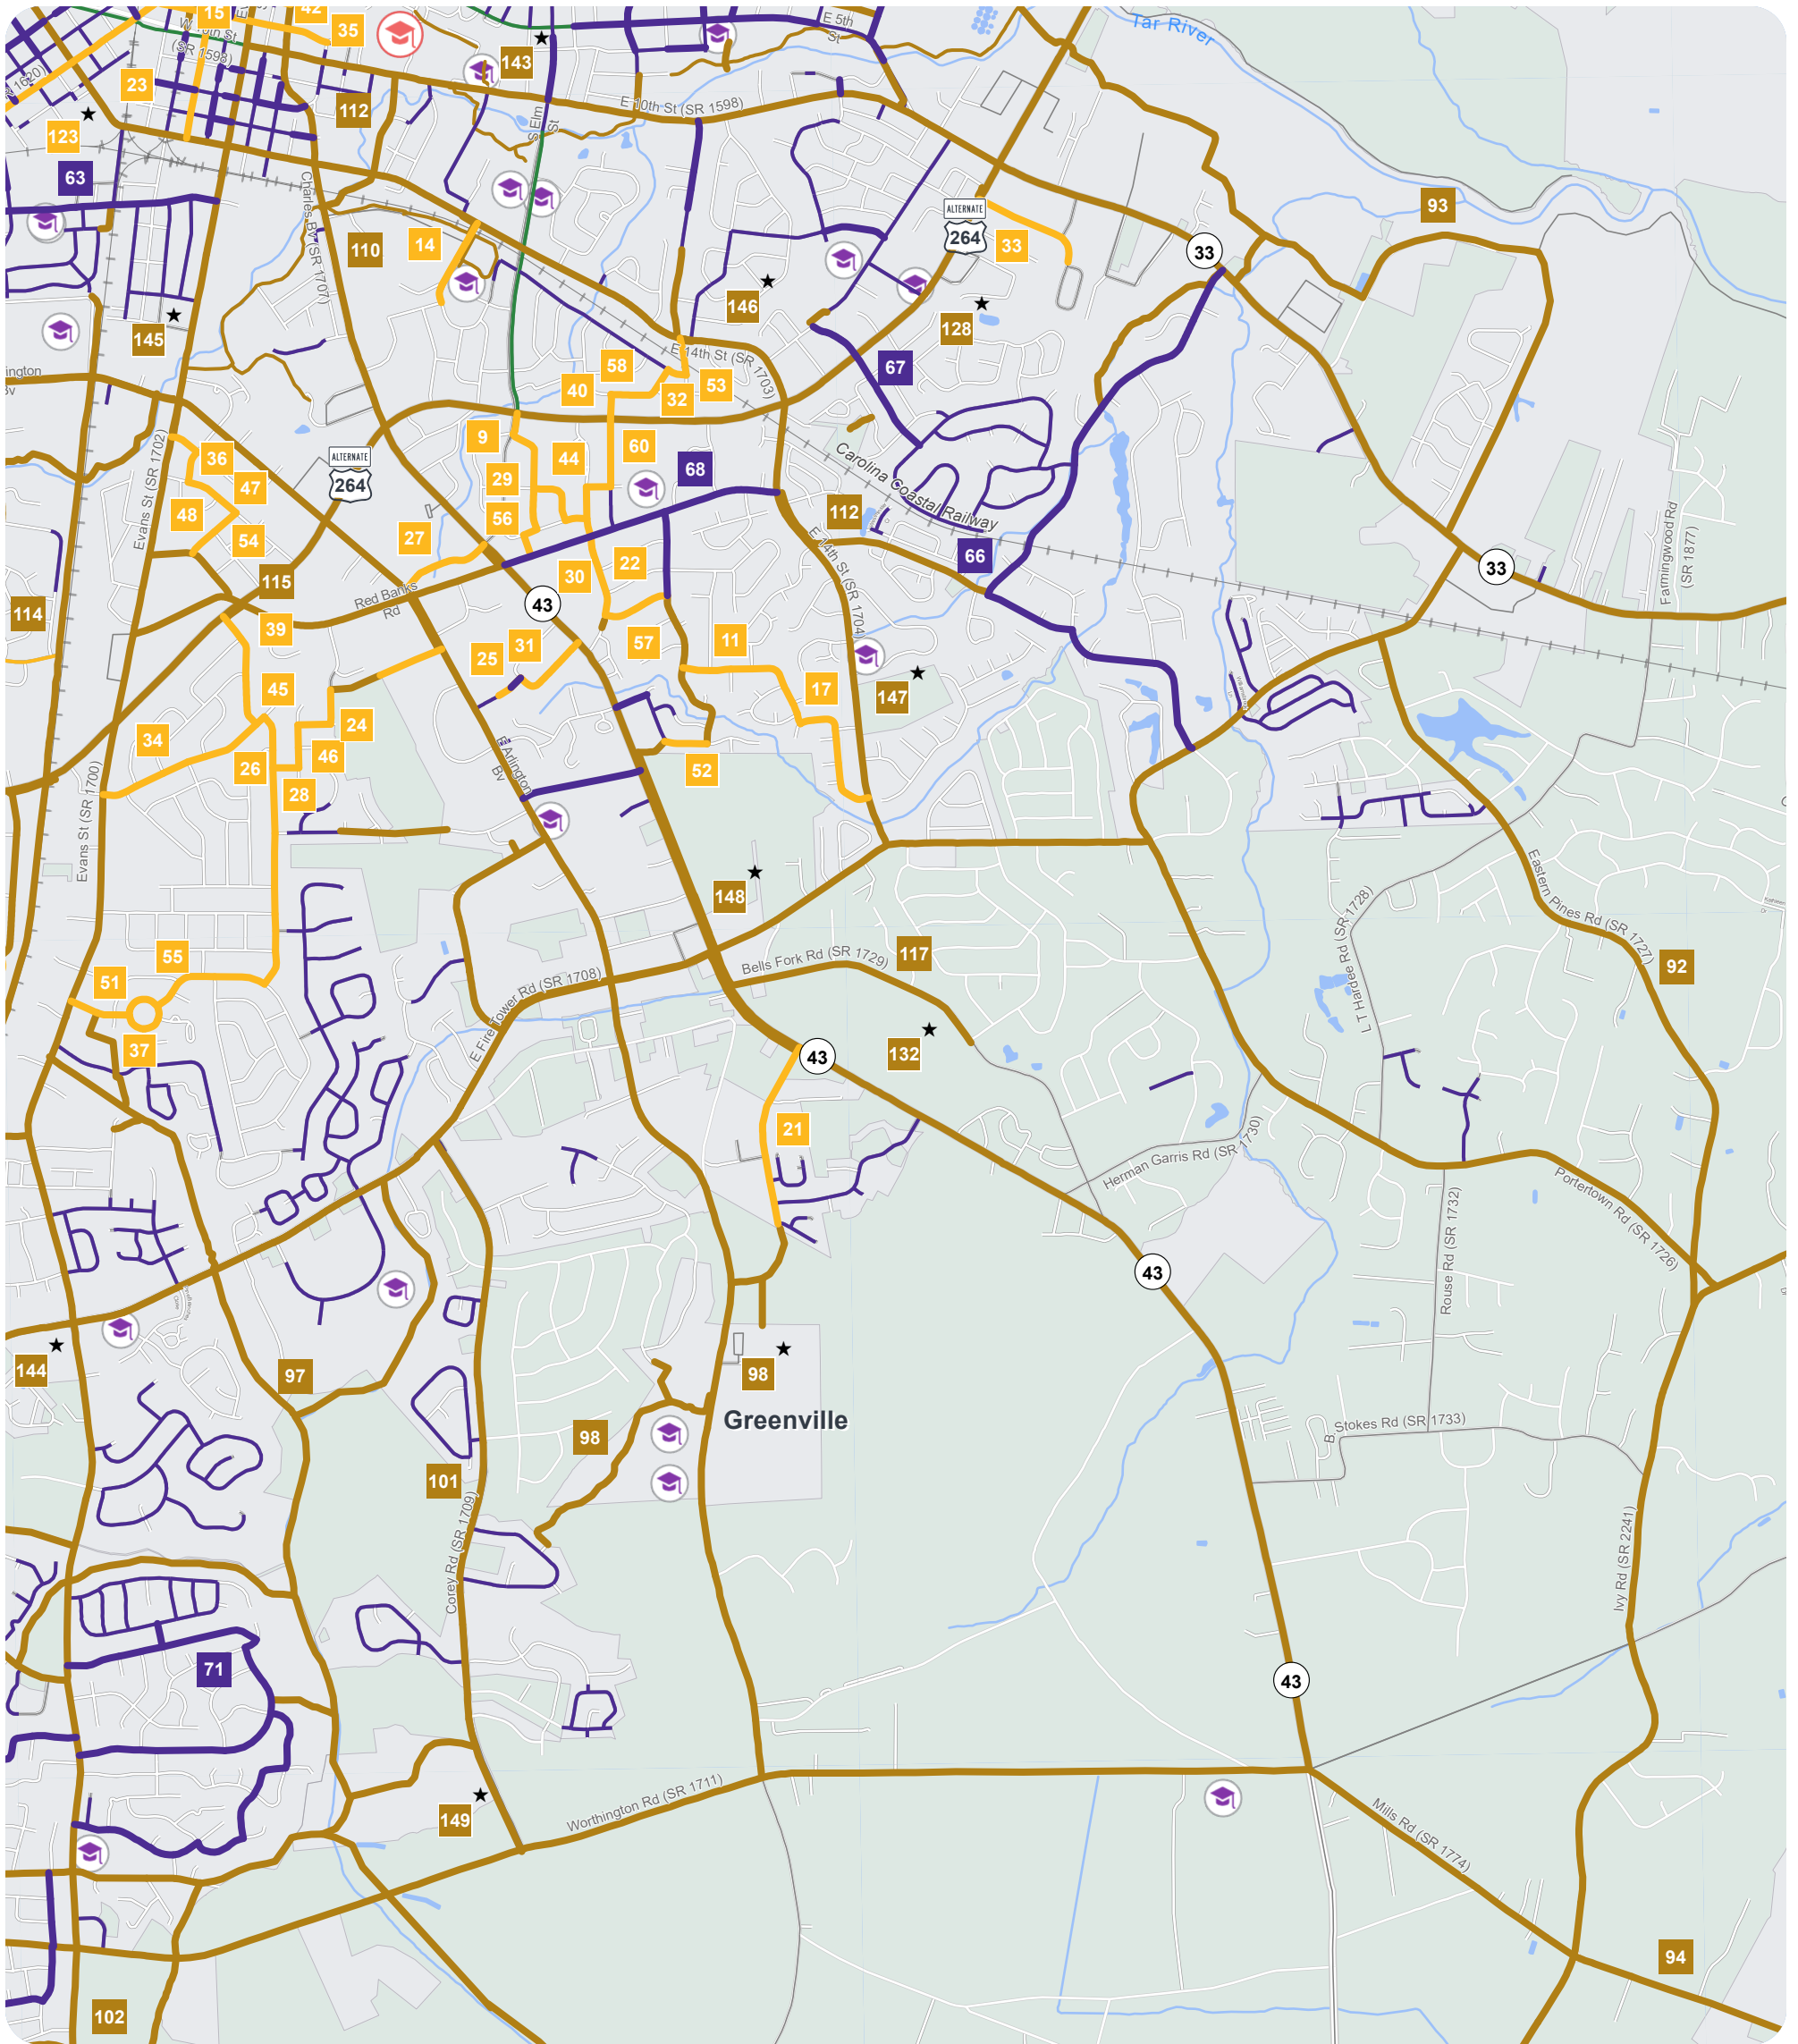 15
42
35
W 10th St
(SR 1598)
E 5th
St
Tar River
143
23
112
E 10th St (SR 1598)
S Elm
St
123
63
93
ALTERNATE
264
33
33
110
14
Charles Bv (SR 1707)
146
128
145
E 14th St (SR 1703)
58
67
40
32
53
ington
Bv
9
44
60
Carolina Coastal Railway
36
ALTERNATE
264
29
68
47
Evans St (SR 1702)
48
56
112
Farmingwood Rd
(SR 1877)
54
27
E 14th St (SR 1704)
66
22
33
115
30
Red Banks
Rd
43
114
39
31
57
11
25
147
17
45
24
34
46
26
52
28
E Arlington
Bv
Evans St (SR 1700)
148
Eastern Pines Rd (SR 1727)
L T Hardee Rd (SR 1728)
55
Bells Fork Rd (SR 1729)
117
92
51
E Fire Tower Rd (SR 1708)
37
43
132
21
Herman Garris Rd (SR 1730)
Portertown Rd (SR 1726)
Rouse Rd (SR 1732)
43
144
97
98
Greenville
98
B Stokes Rd (SR 1733)
101
Corey Rd (SR 1709)
Ivy Rd (SR 2241)
71
43
149
Worthington Rd (SR 1711)
Mills Rd (SR 1774)
94
102